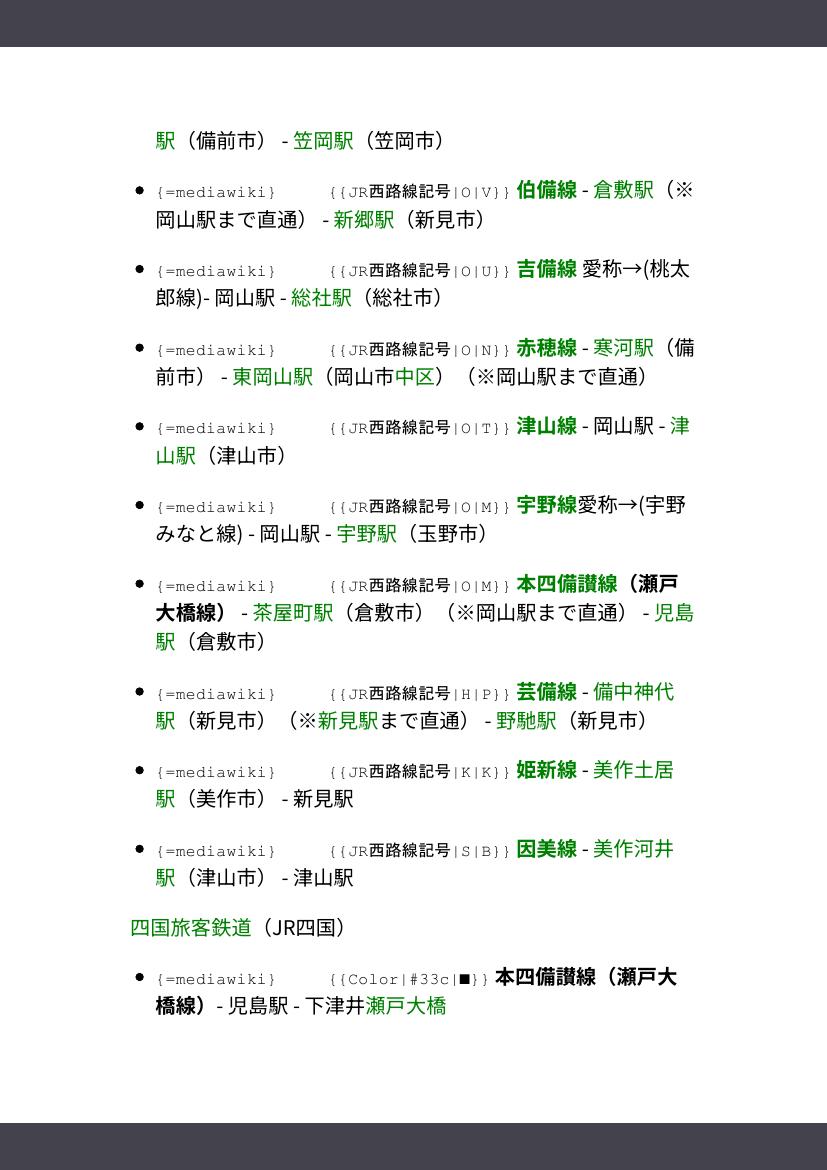 駅（備前市） - 笠岡駅（笠岡市）
● {=mediawiki} {{JR西路線記号|O|V}} 伯備線 - 倉敷駅（※
岡山駅まで直通） - 新郷駅（新見市）
● {=mediawiki} {{JR西路線記号|O|U}} 吉備線 愛称→(桃太
郎線)- 岡山駅 - 総社駅（総社市）
● {=mediawiki} {{JR西路線記号|O|N}} 赤穂線 - 寒河駅（備
前市） - 東岡山駅（岡山市中区）（※岡山駅まで直通）
● {=mediawiki} {{JR西路線記号|O|T}} 津山線 - 岡山駅 - 津
山駅（津山市）
● {=mediawiki} {{JR西路線記号|O|M}} 宇野線愛称→(宇野
みなと線) - 岡山駅 - 宇野駅（玉野市）
● {=mediawiki} {{JR西路線記号|O|M}} 本四備讃線（瀬戸
大橋線） - 茶屋町駅（倉敷市）（※岡山駅まで直通） - 児島
駅（倉敷市）
● {=mediawiki} {{JR西路線記号|H|P}} 芸備線 - 備中神代
駅（新見市）（※新見駅まで直通） - 野馳駅（新見市）
● {=mediawiki} {{JR西路線記号|K|K}} 姫新線 - 美作土居
駅（美作市） - 新見駅
● {=mediawiki} {{JR西路線記号|S|B}} 因美線 - 美作河井
駅（津山市） - 津山駅
四国旅客鉄道（JR四国）
● {=mediawiki} {{Color|#33c|■}} 本四備讃線（瀬戸大
橋線）- 児島駅 - 下津井瀬戸大橋